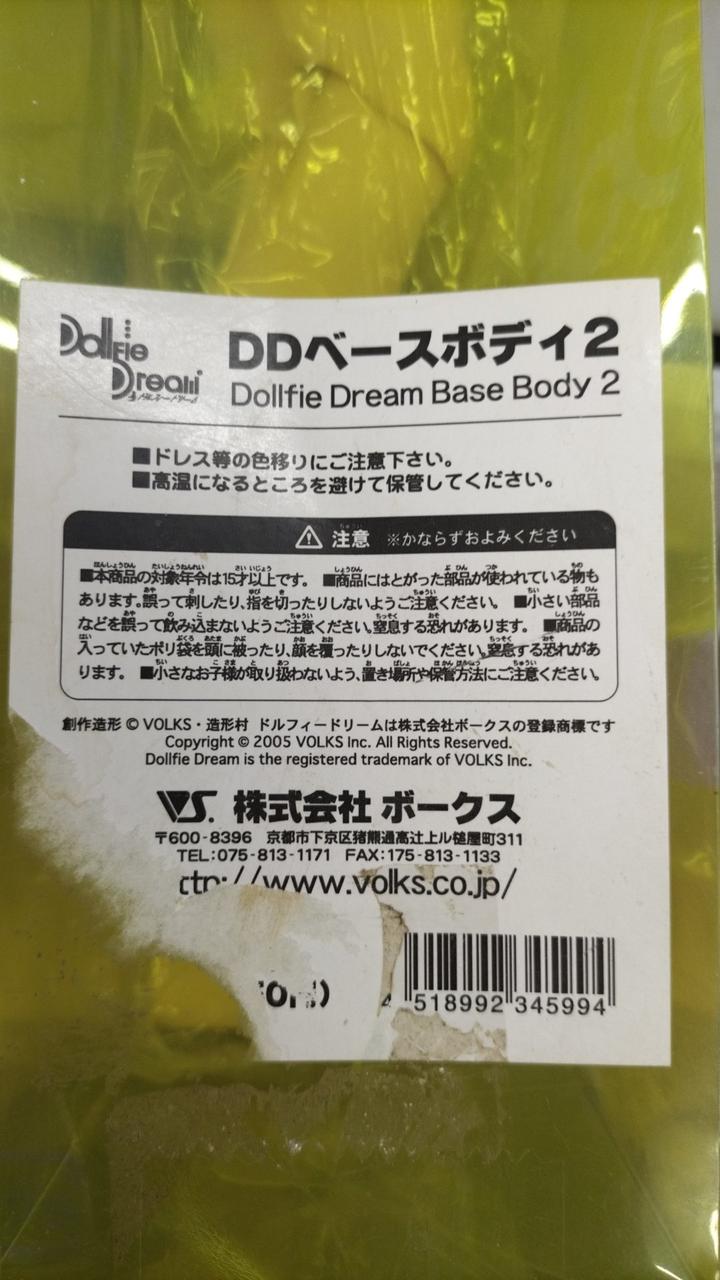 Dollfie
Dream
DDベースボディ2
Dollfie Dream Base Body 2
■ドレス等の色移りにご注意下さい。
■高温になるところを避けて保管してください。
注意 ※かならずおよみください
■本商品の対象年令は15才以上です。 ■商品にはとがった部品が使われている物も
あります。誤って刺したり、指を切ったりしないようご注意ください。 ■小さい部品
などを誤って飲み込まないようご注意ください。窒息する恐れがあります。 ■商品の
入っていたポリ袋を頭に被ったり、顔を覆ったりしないでください。窒息する恐れがあ
ります。 ■小さなお子様が取り扱わないよう、置き場所や保管方法にご注意ください。
創作造形 © VOLKS・造形村 ドルフィードリームは株式会社ボークスの登録商標です
Copyright © 2005 VOLKS Inc. All Rights Reserved.
Dollfie Dream is the registered trademark of VOLKS Inc.
VS. 株式会社 ボークス
〒600-8396 京都市下京区猪熊通高辻上ル槌屋町311
TEL:075-813-1171 FAX:175-813-1133
ttp://www.volks.co.jp/
518992 345994